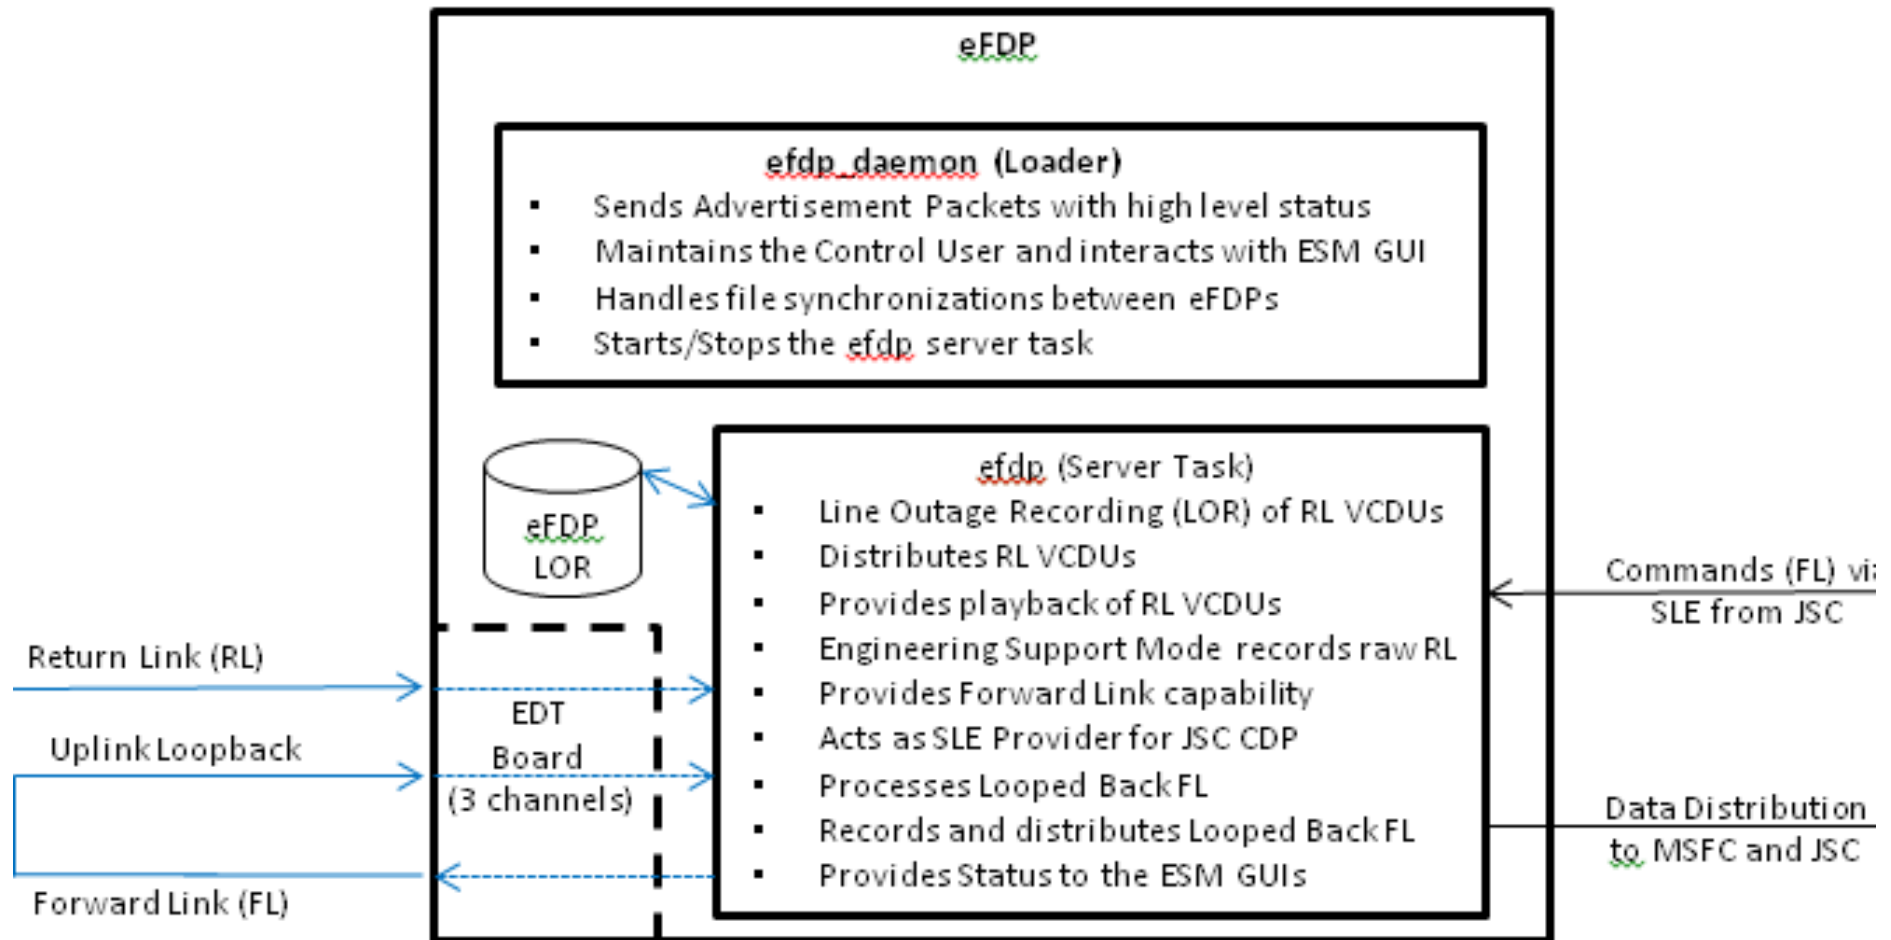 eFDP
efdp_daemon (Loader)
▪ Sends Advertisement Packets with high level status
▪ Maintains the Control User and interacts with ESM GUI
▪ Handles file synchronizations between eFDPs
▪ Starts/Stops the efdp server task
eFDP
LOR
efdp (Server Task)
▪ Line Outage Recording (LOR) of RL VCDUs
▪ Distributes RL VCDUs
▪ Provides playback of RL VCDUs
▪ Engineering Support Mode records raw RL
▪ Provides Forward Link capability
▪ Acts as SLE Provider for JSC CDP
▪ Processes Looped Back FL
▪ Records and distributes Looped Back FL
▪ Provides Status to the ESM GUIs
Return Link (RL)
Uplink Loopback
Forward Link (FL)
EDT
Board
(3 channels)
Commands (FL) via
SLE from JSC
Data Distribution
to MSFC and JSC